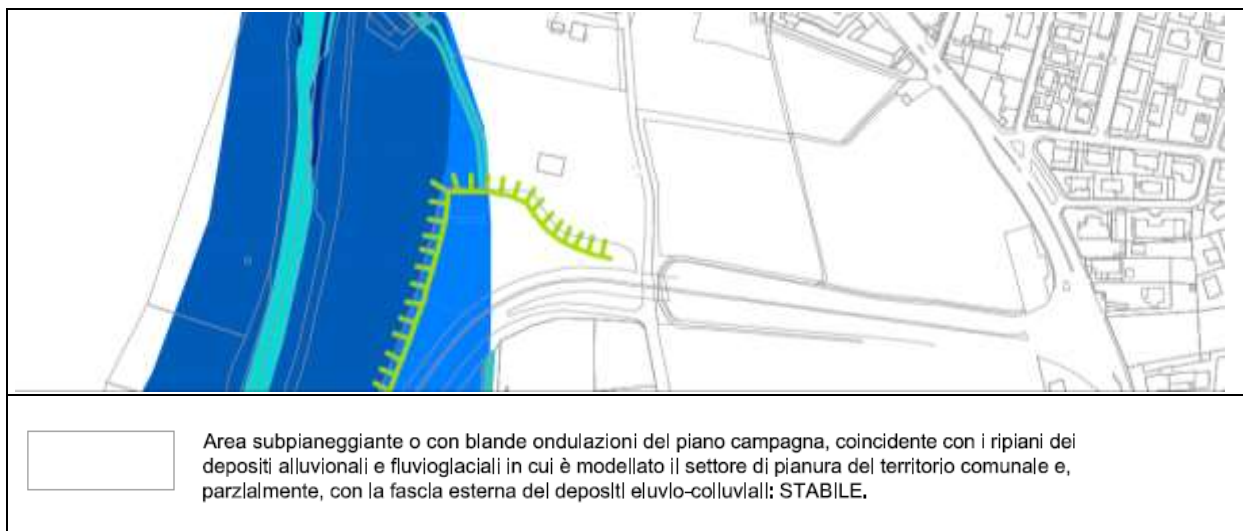 Area subpianeggiante o con blande ondulazioni del piano campagna, coincidente con i ripiani dei
depositi alluvionali e fluvioglaciali in cui è modellato il settore di pianura del territorio comunale e,
parzialmente, con la fascia esterna dei depositi eluvio-colluviali: STABILE.